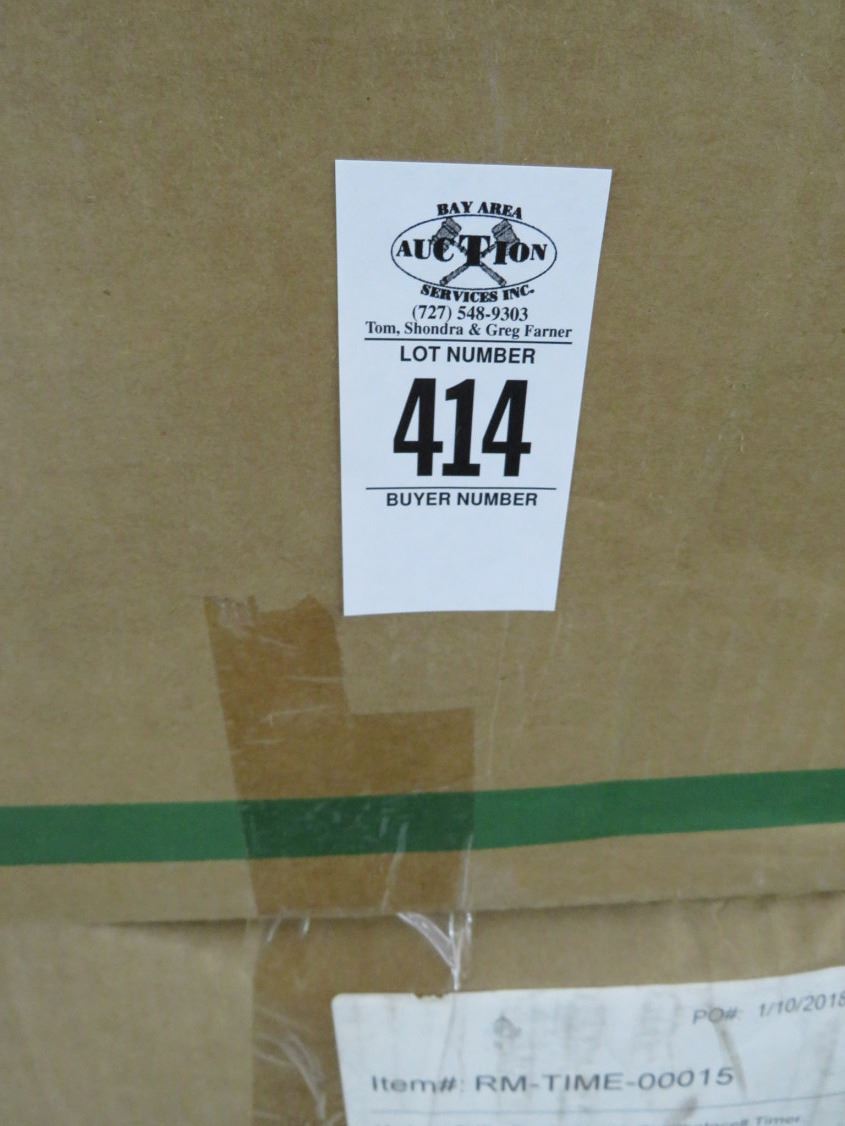 BAY AREA
AUCTION
SERVICES INC.
(727) 548-9303
Tom, Shondra & Greg Farner
LOT NUMBER
414
BUYER NUMBER
PO#: 1/10/2018
Item#: RM-TIME-00015
Timer